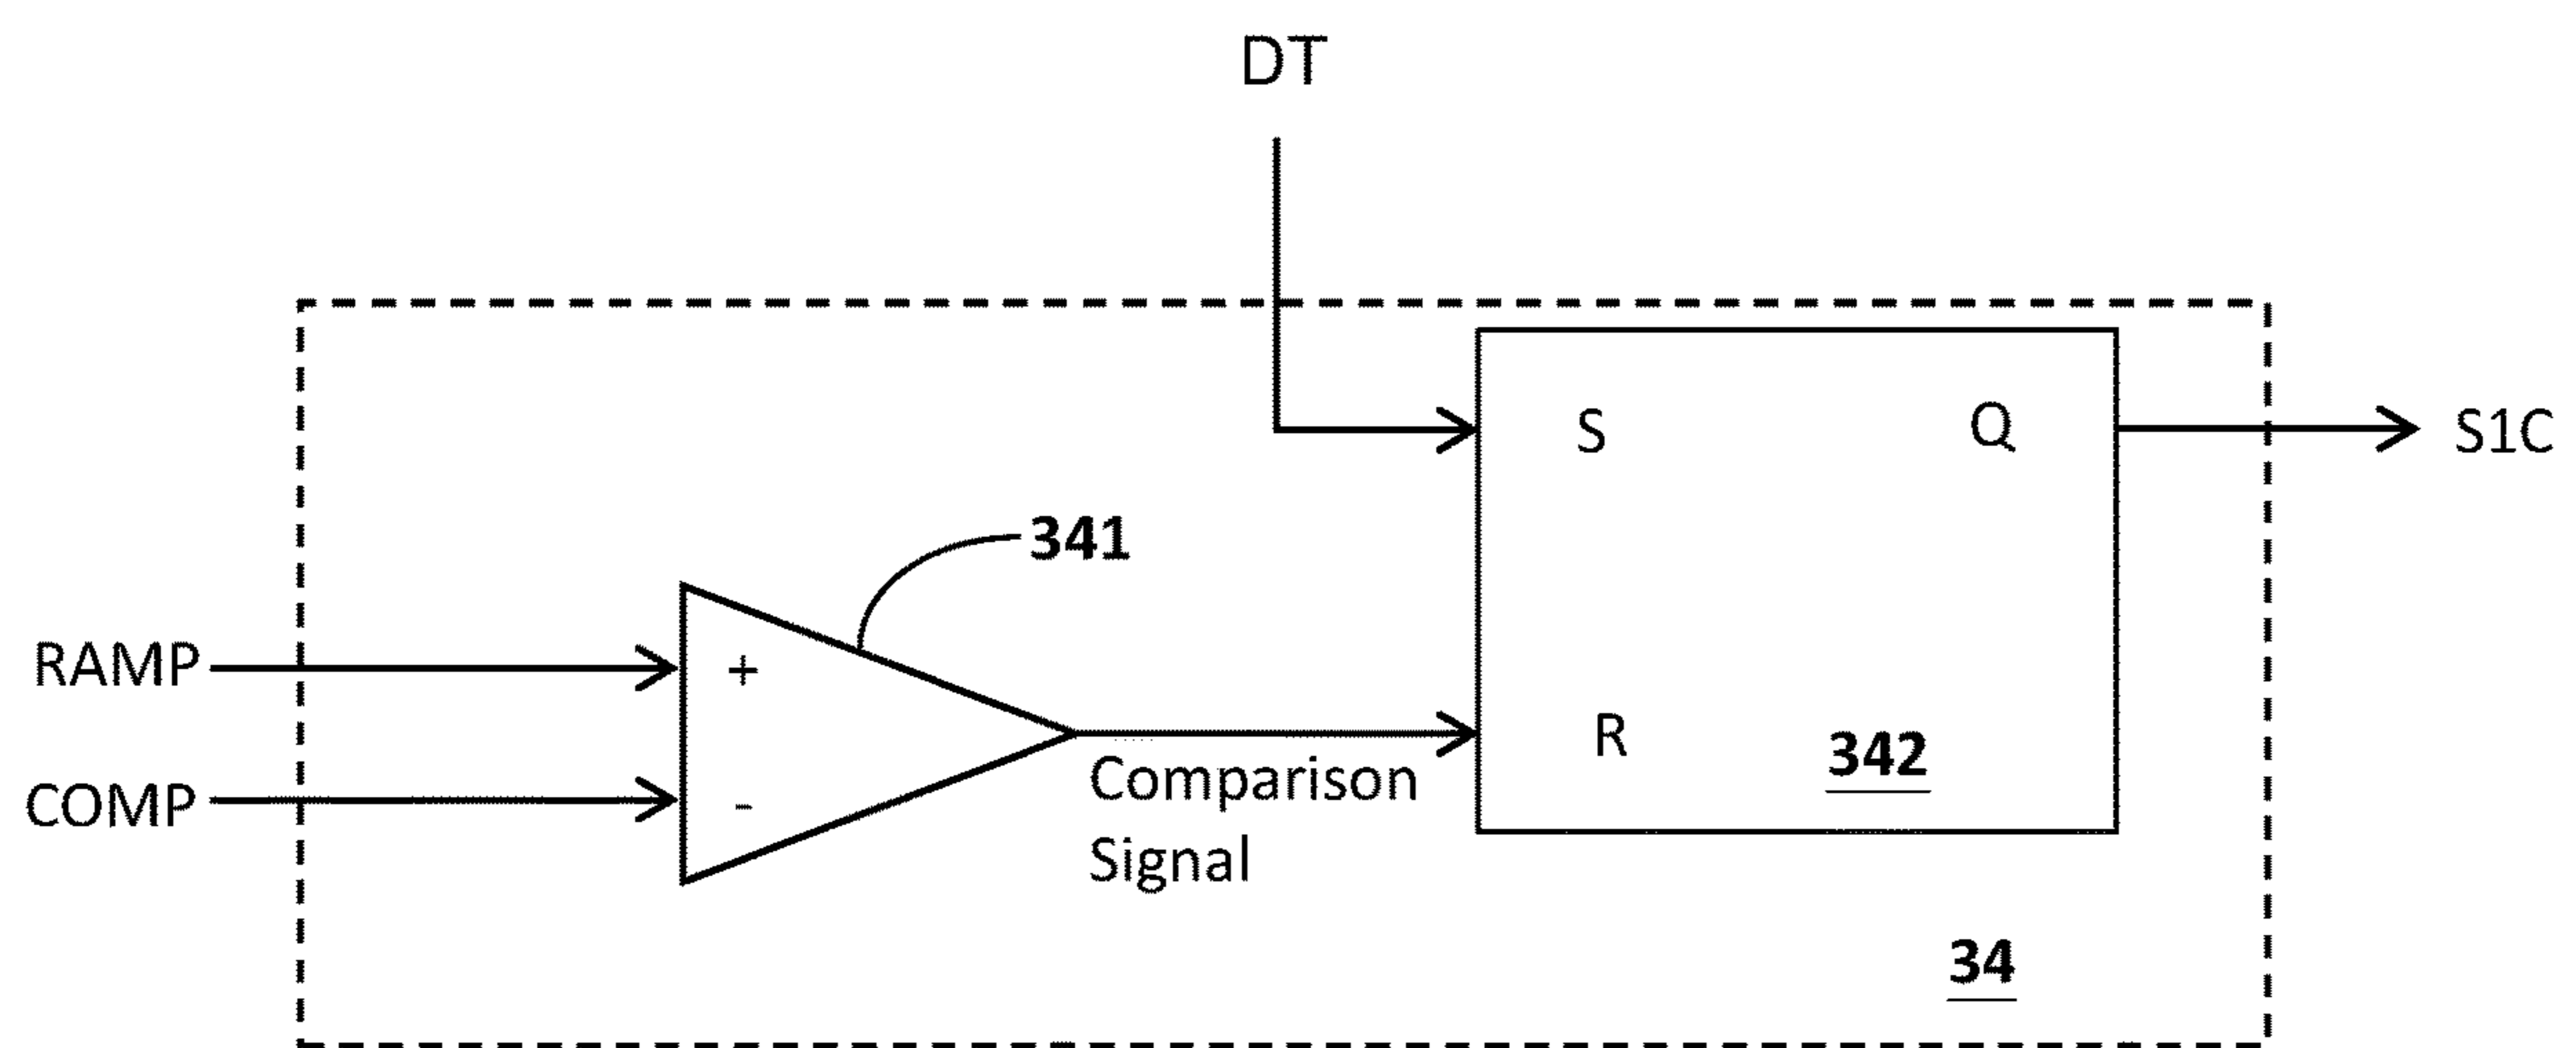 DT
S
Q
S1C
341
RAMP
+
R
342
Comparison
Signal
COMP
-
34